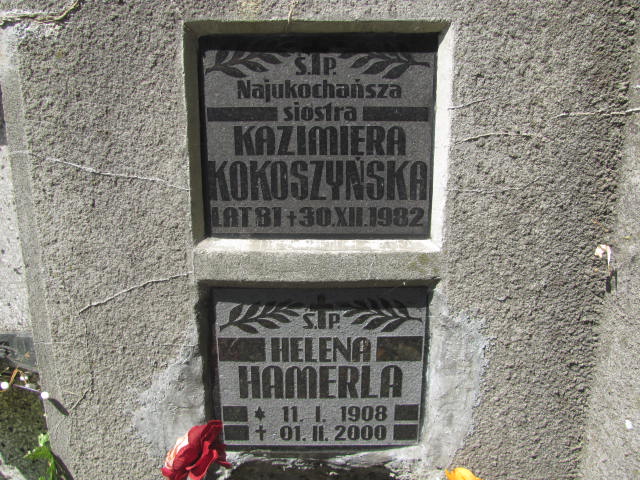 Ś.†P.
Najukochańsza
siostra
KAZIMIERA
KOKOSZYŃSKA
LAT 81 + 30.XII.1982
Ś.†P.
HELENA
HAMERLA
* 11. I. 1908
+ 01. II. 2000